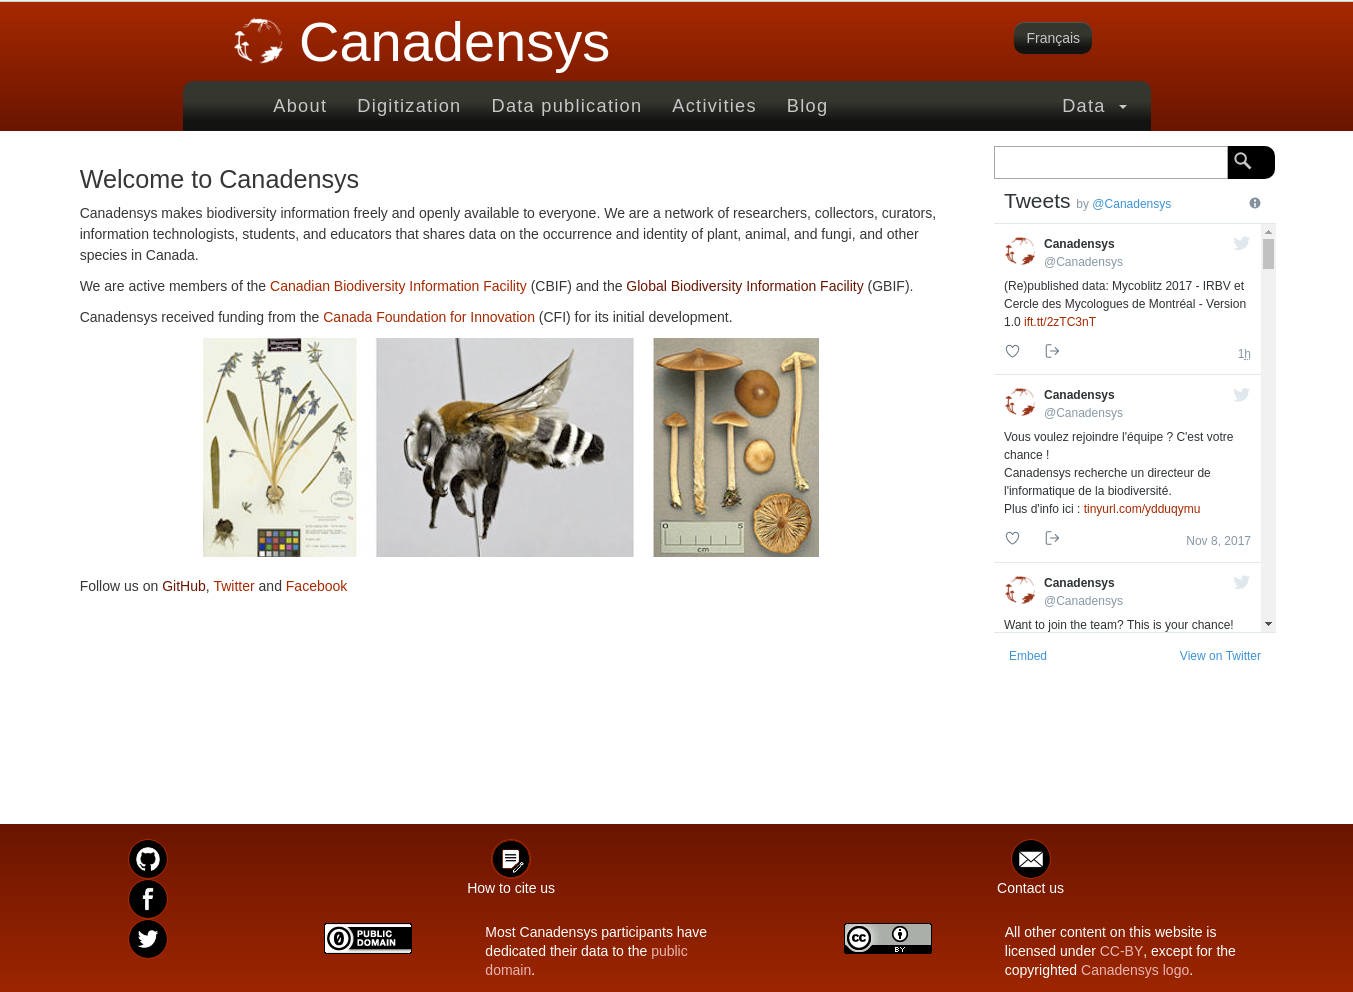 Canadensys
Français
About Digitization Data publication Activities Blog Data
Welcome to Canadensys
Canadensys makes biodiversity information freely and openly available to everyone. We are a network of researchers, collectors, curators,
information technologists, students, and educators that shares data on the occurrence and identity of plant, animal, and fungi, and other
species in Canada.
We are active members of the Canadian Biodiversity Information Facility (CBIF) and the Global Biodiversity Information Facility (GBIF).
Canadensys received funding from the Canada Foundation for Innovation (CFI) for its initial development.
0 5
cm
Follow us on GitHub, Twitter and Facebook
Tweets by @Canadensys
Canadensys
@Canadensys
(Re)published data: Mycoblitz 2017 - IRBV et
Cercle des Mycologues de Montréal - Version
1.0 ift.tt/2zTC3nT
1h
Canadensys
@Canadensys
Vous voulez rejoindre l'équipe ? C'est votre
chance !
Canadensys recherche un directeur de
l'informatique de la biodiversité.
Plus d'info ici : tinyurl.com/ydduqymu
Nov 8, 2017
Canadensys
@Canadensys
Want to join the team? This is your chance!
Embed View on Twitter
How to cite us
Contact us
PUBLIC
DOMAIN
Most Canadensys participants have
dedicated their data to the public
domain.
cc
BY
All other content on this website is
licensed under CC-BY, except for the
copyrighted Canadensys logo.